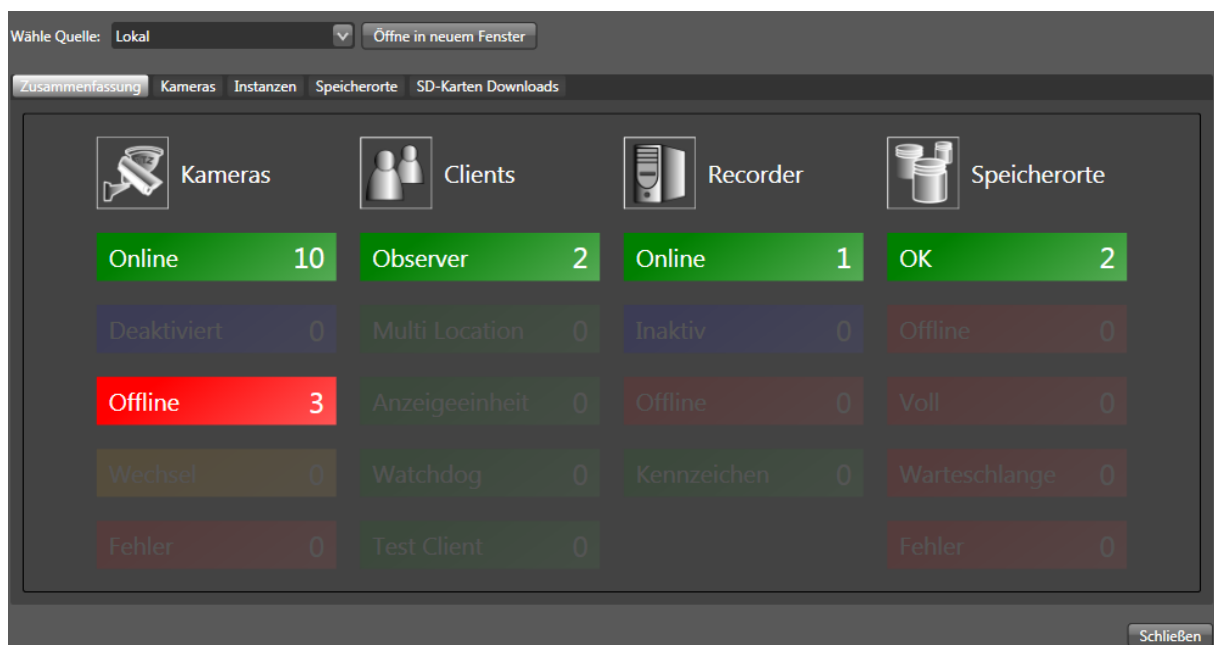 Wähle Quelle: Lokal Öffne in neuem Fenster
Zusammenfassung Kameras Instanzen Speicherorte SD-Karten Downloads
Kameras Clients Recorder Speicherorte
Online 10 Observer 2 Online 1 OK 2
Deaktiviert 0 Multi Location 0 Inaktiv 0 Offline 0
Offline 3 Anzeigeeinheit 0 Offline 0 Voll 0
Wechsel 0 Watchdog 0 Kennzeichen 0 Warteschlange 0
Fehler 0 Test Client 0 Fehler 0
Schließen